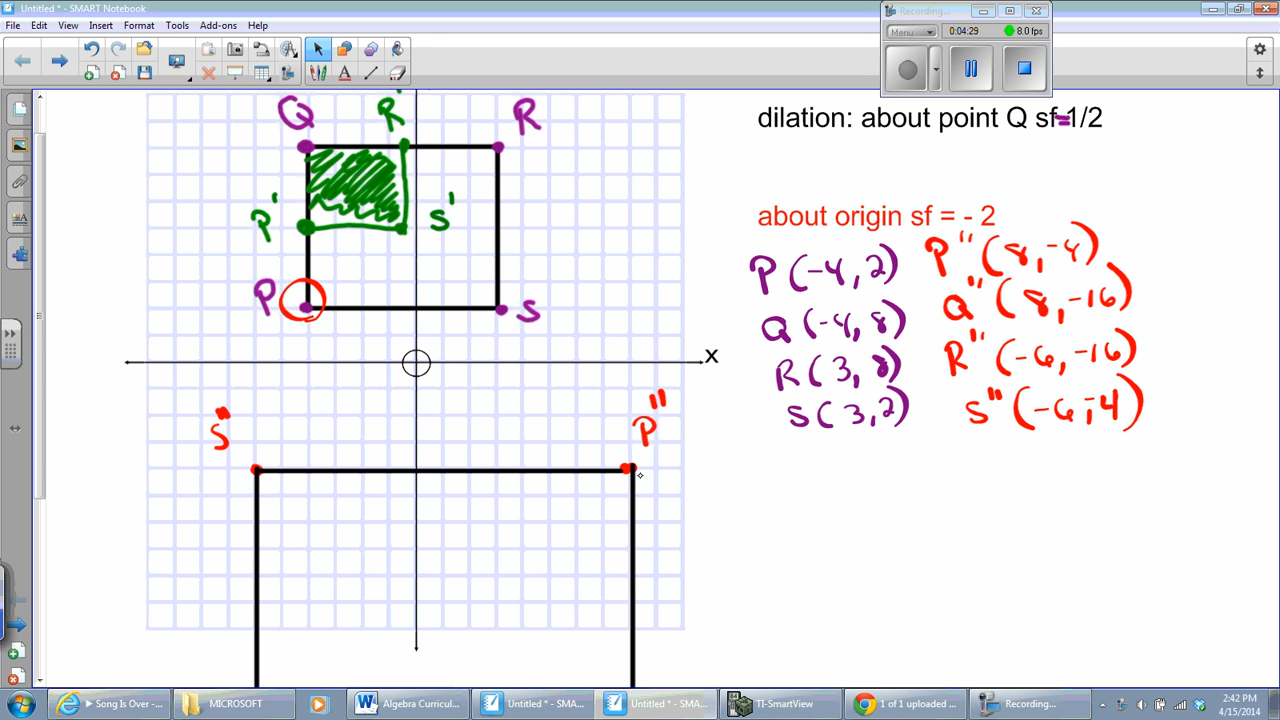 Untitled * - SMART Notebook
File Edit View Insert Format Tools Add-ons Help
Recording...
Menu 0:04:29 8.0 fps
dilation: about point Q sf=1/2
Q R' R
P' S'
P S
about origin sf = - 2
P (-4, 2) P" (8, -4)
Q (-4, 8) Q" (8, -16)
R (3, 8) R" (-6, -16)
S (3, 2) S" (-6, -4)
x
S" P"
Song Is Over -... MICROSOFT Algebra Curricul... Untitled * - SMA... Untitled * - SMA... TI-SmartView 1 of 1 uploaded ... Recording... 2:42 PM
4/15/2014